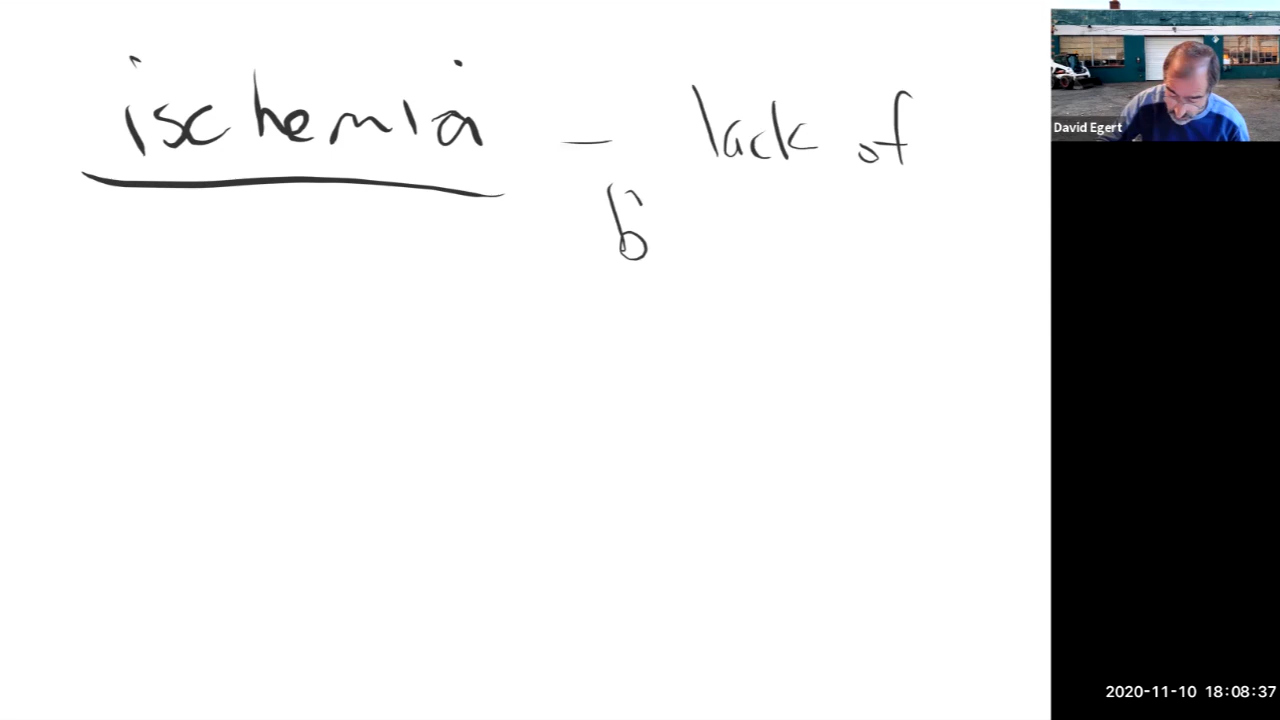 ischemia - lack of
b
David Egert
2020-11-10 18:08:37